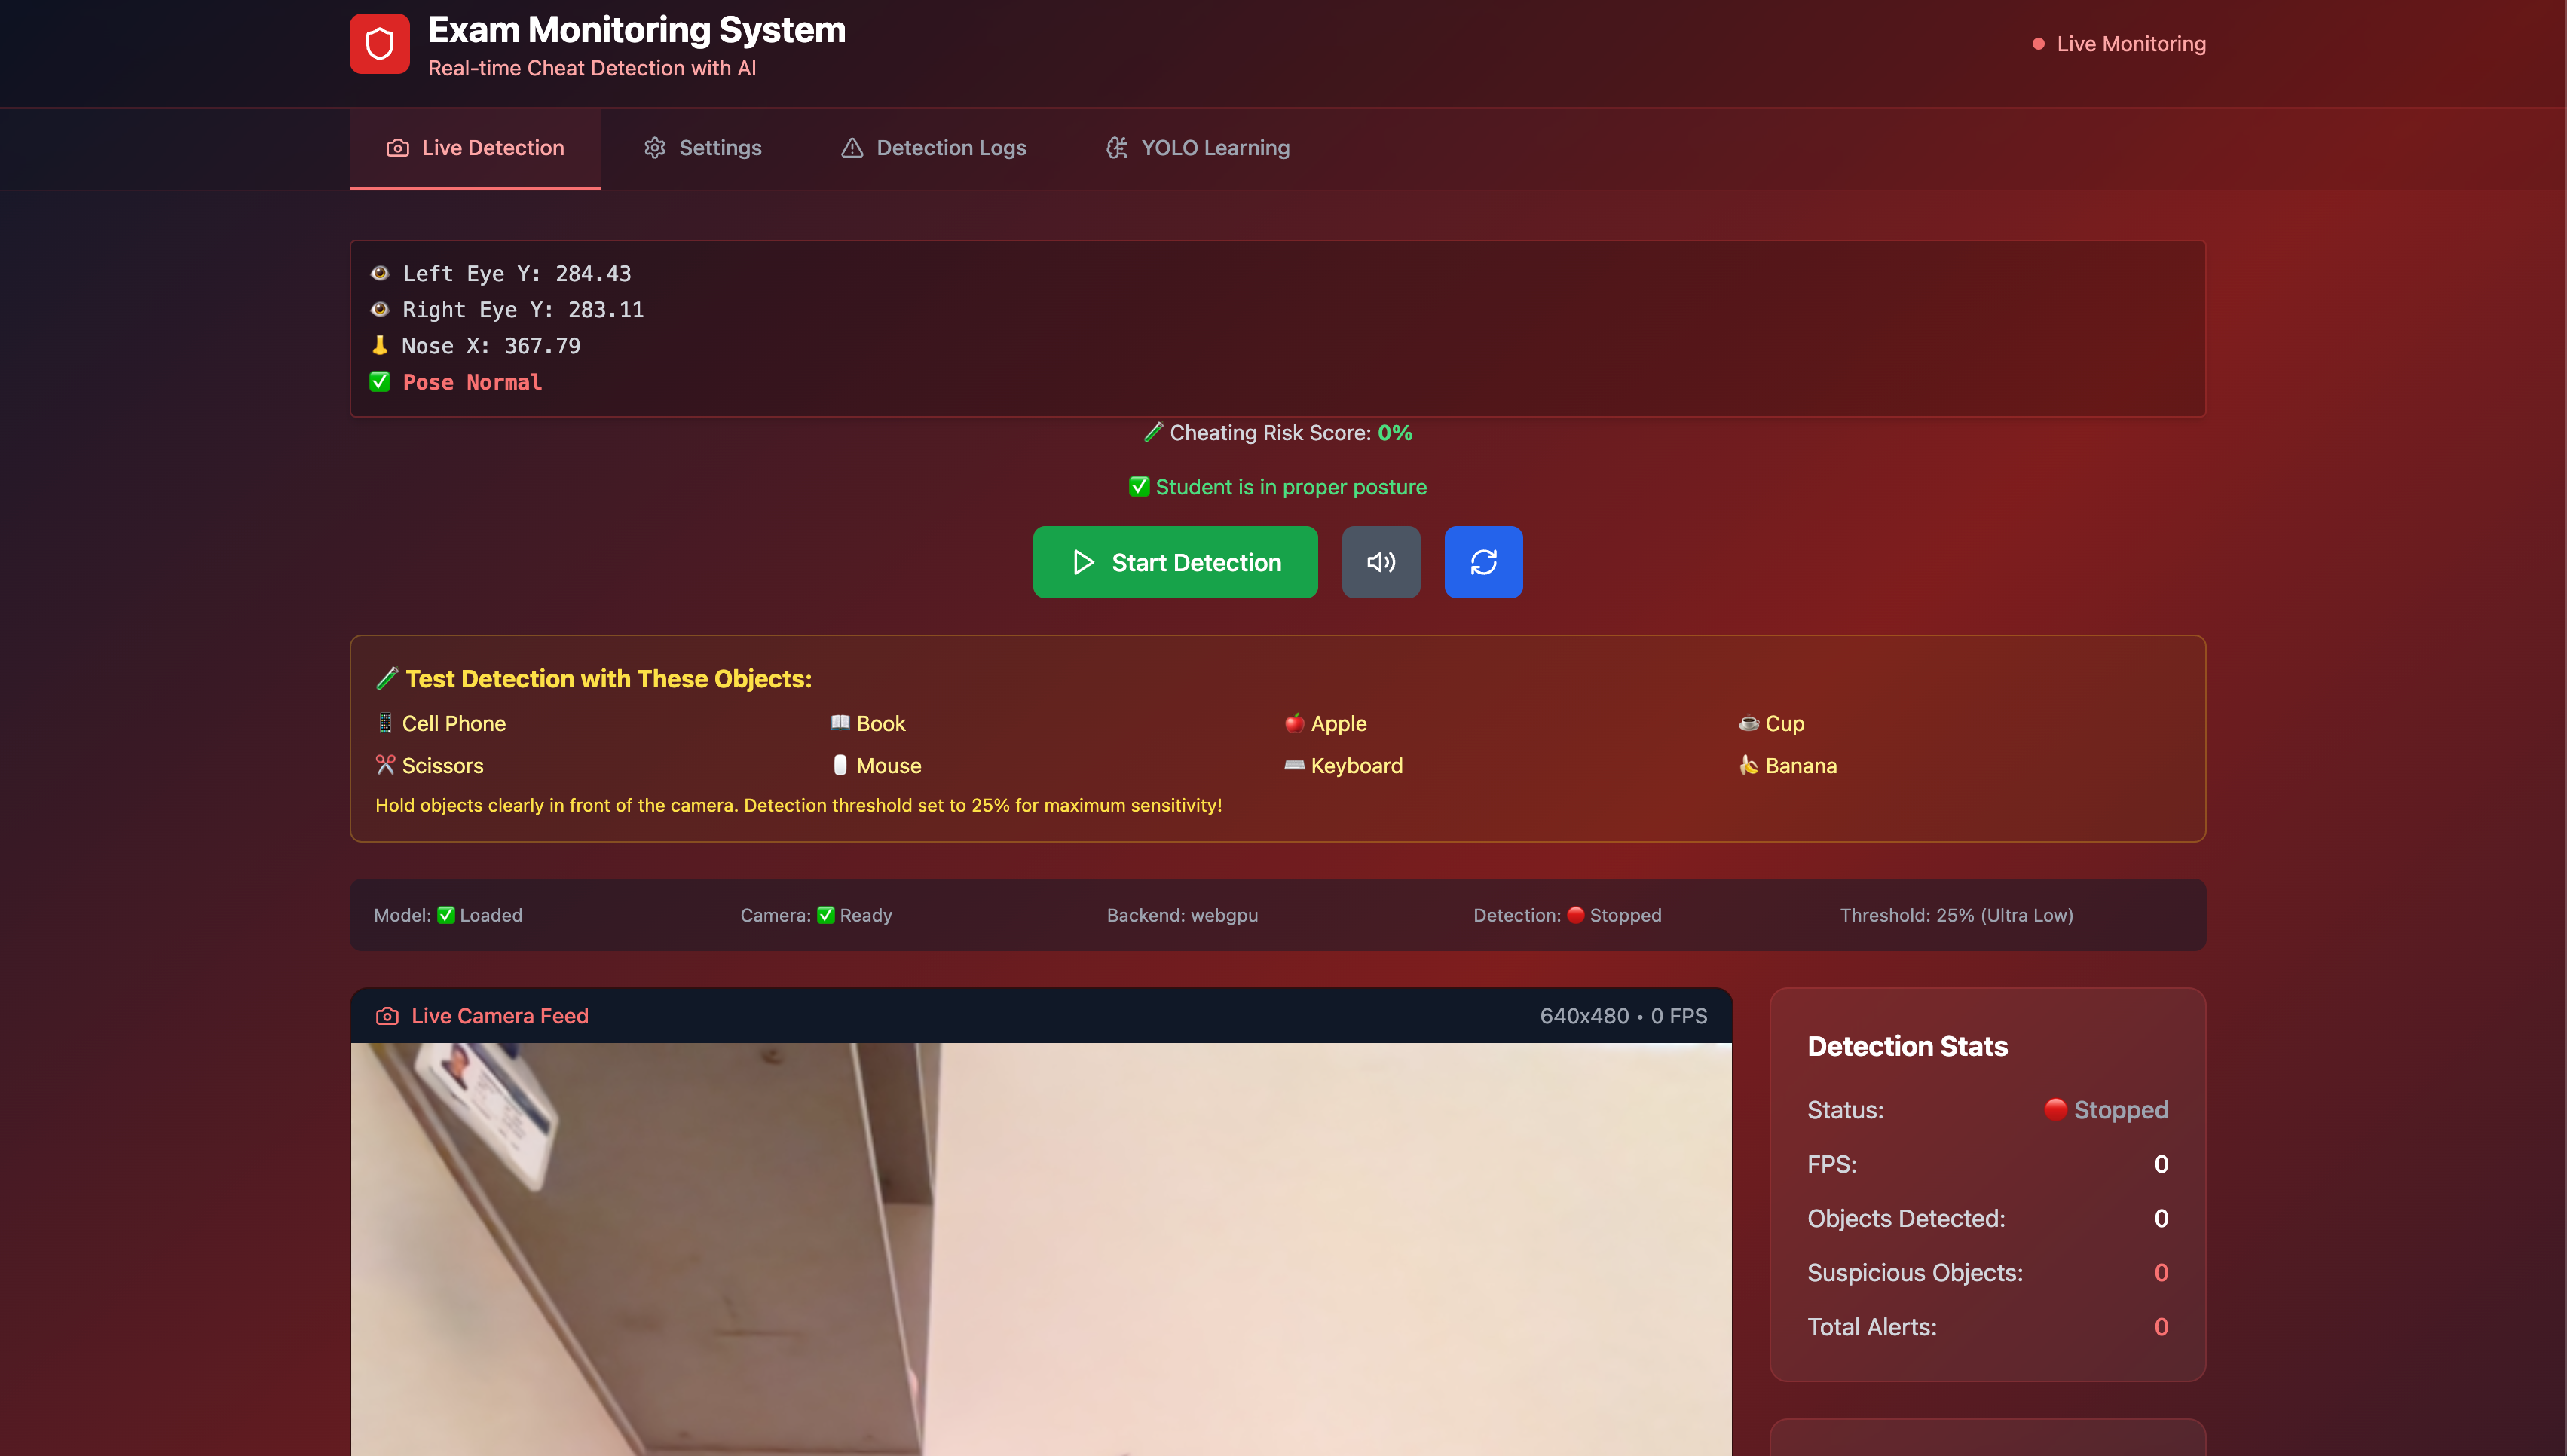 Exam Monitoring System
Real-time Cheat Detection with AI
Live Monitoring
Live Detection
Settings
Detection Logs
YOLO Learning
👁 Left Eye Y: 284.43
👁 Right Eye Y: 283.11
👃 Nose X: 367.79
✅ Pose Normal
🧪 Cheating Risk Score: 0%
✅ Student is in proper posture
Start Detection
🧪 Test Detection with These Objects:
📱 Cell Phone
📖 Book
🍎 Apple
☕ Cup
✂️ Scissors
🖱️ Mouse
⌨️ Keyboard
🍌 Banana
Hold objects clearly in front of the camera. Detection threshold set to 25% for maximum sensitivity!
Model: ✅ Loaded
Camera: ✅ Ready
Backend: webgpu
Detection: 🔴 Stopped
Threshold: 25% (Ultra Low)
Live Camera Feed
640x480 • 0 FPS
Detection Stats
Status: 🔴 Stopped
FPS: 0
Objects Detected: 0
Suspicious Objects: 0
Total Alerts: 0